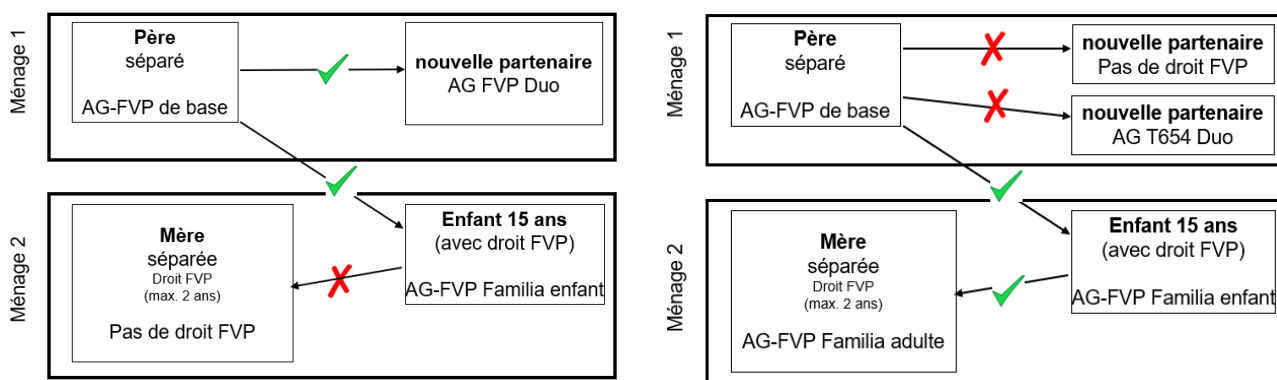 Ménage 1
Père
séparé
AG-FVP de base
nouvelle partenaire
AG FVP Duo
Ménage 2
Mère
séparée
Droit FVP
(max. 2 ans)
Pas de droit FVP
Enfant 15 ans
(avec droit FVP)
AG-FVP Familia enfant
Ménage 1
Père
séparé
AG-FVP de base
nouvelle partenaire
Pas de droit FVP
nouvelle partenaire
AG T654 Duo
Ménage 2
Mère
séparée
Droit FVP
(max. 2 ans)
AG-FVP Familia adulte
Enfant 15 ans
(avec droit FVP)
AG-FVP Familia enfant